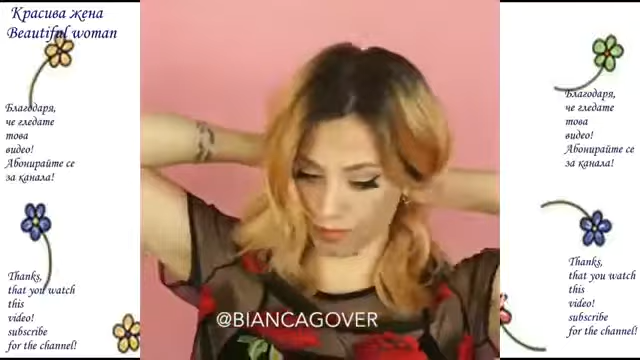 Красива жена
Beautiful woman
Благодаря,
че гледате
това
видео!
Абонирайте се
за канала!
Thanks,
that you watch
this
video!
subscribe
for the channel!
@BIANCAGOVER
Благодаря,
че гледате
това
видео!
Абонирайте се
за канала!
Thanks,
that you watch
this
video!
subscribe
for the channel!